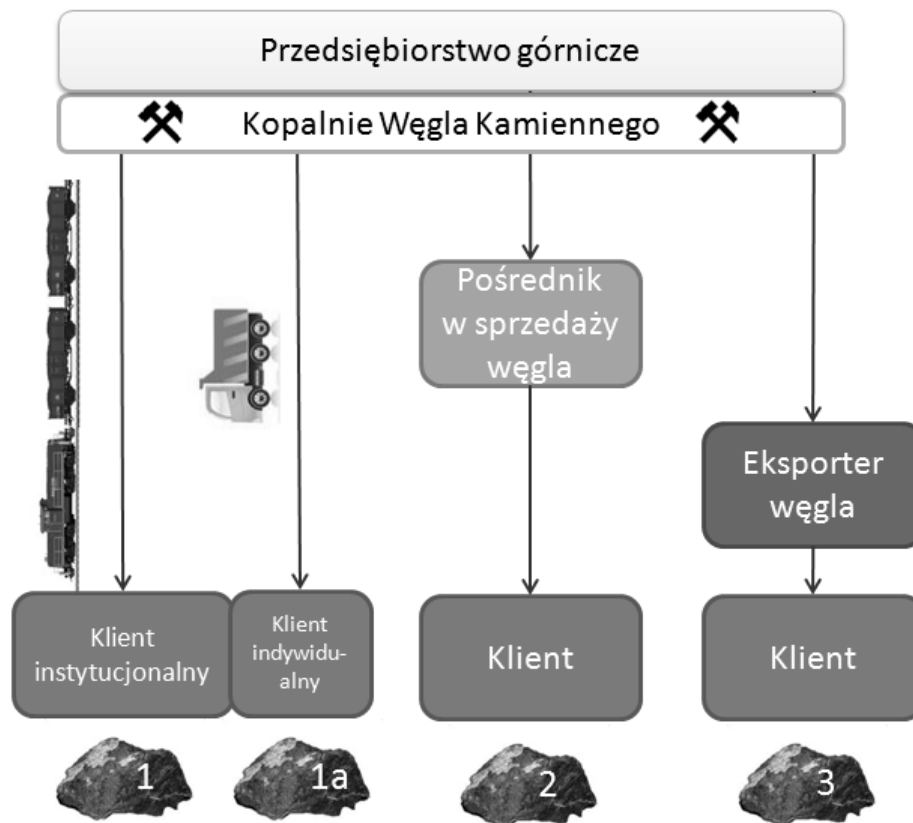 Przedsiębiorstwo górnicze
Kopalnie Węgla Kamiennego
Pośrednik
w sprzedaży
węgla
Eksporter
węgla
Klient
instytucjonalny
Klient
indywidu-
alny
Klient
Klient
1
1a
2
3